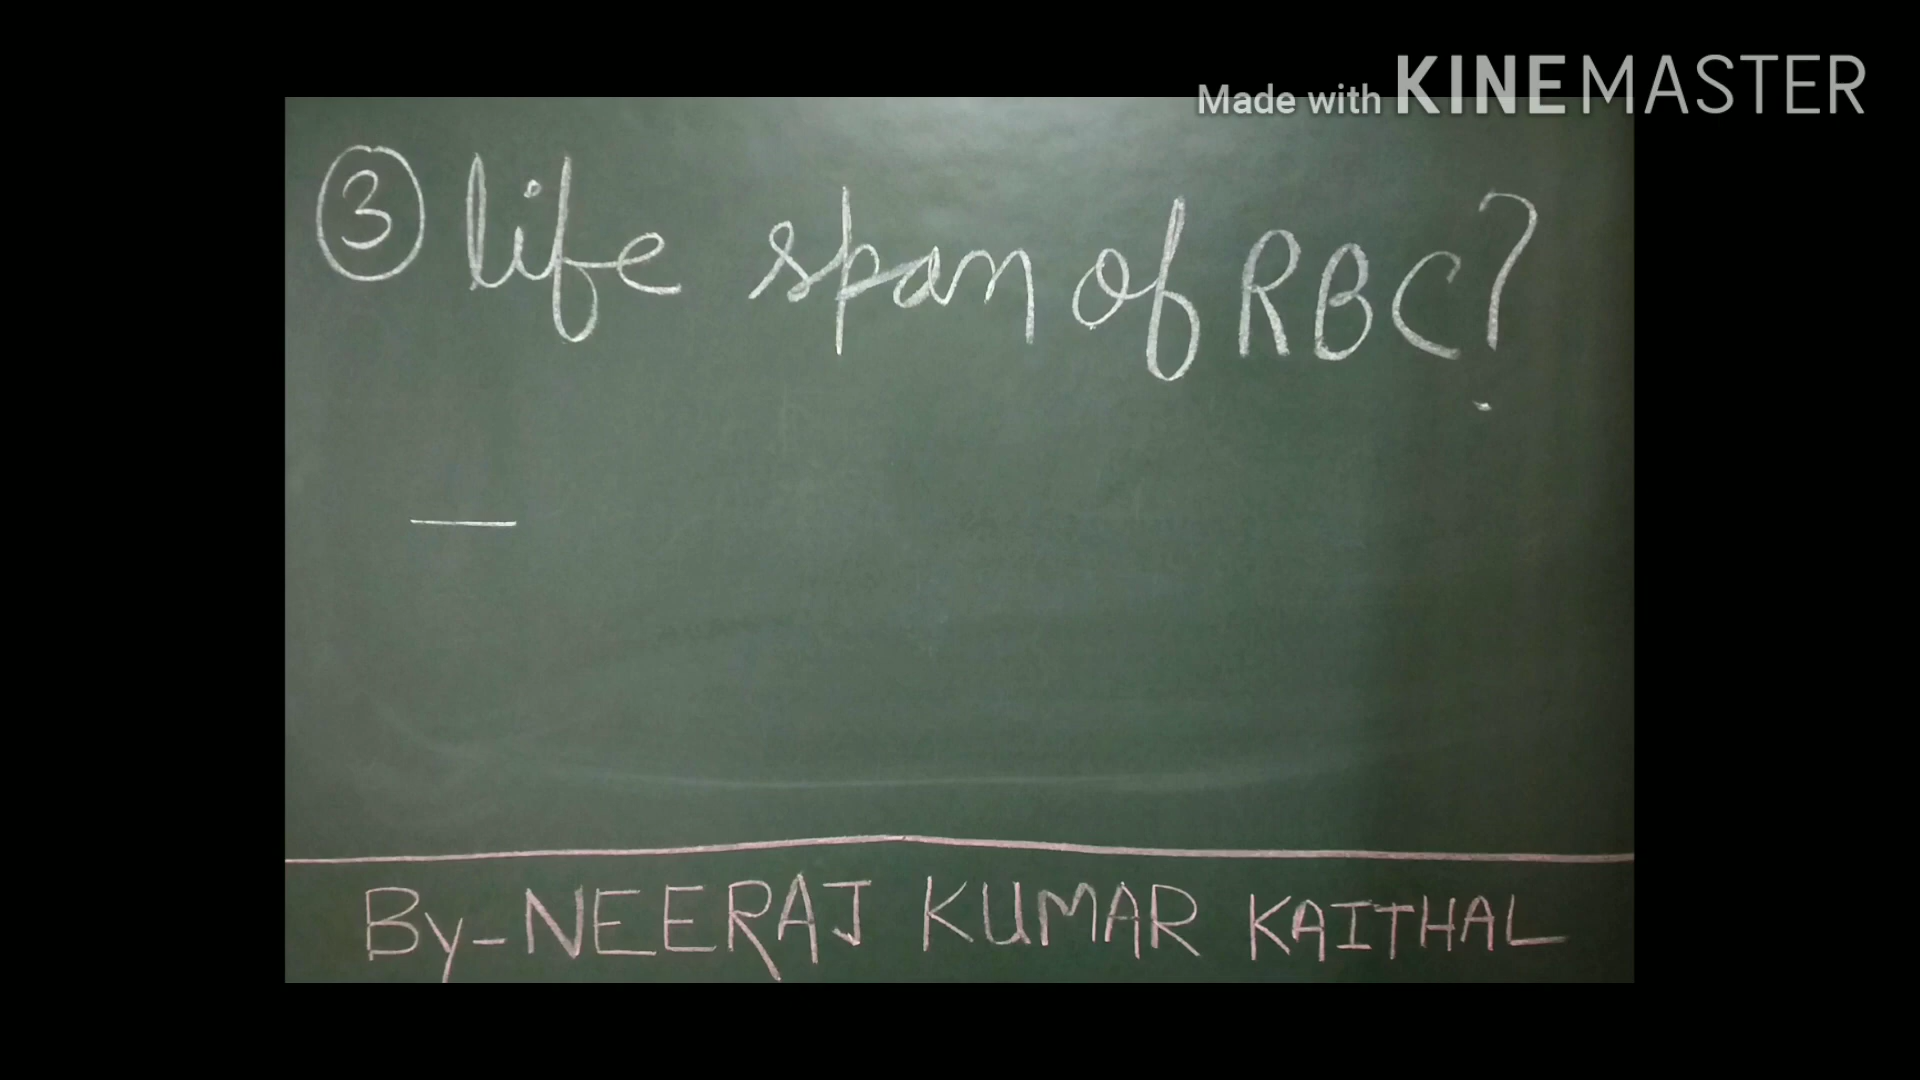 Made with KINEMASTER
③ life span of RBC?
—
By-NEERAJ KUMAR KAITHAL